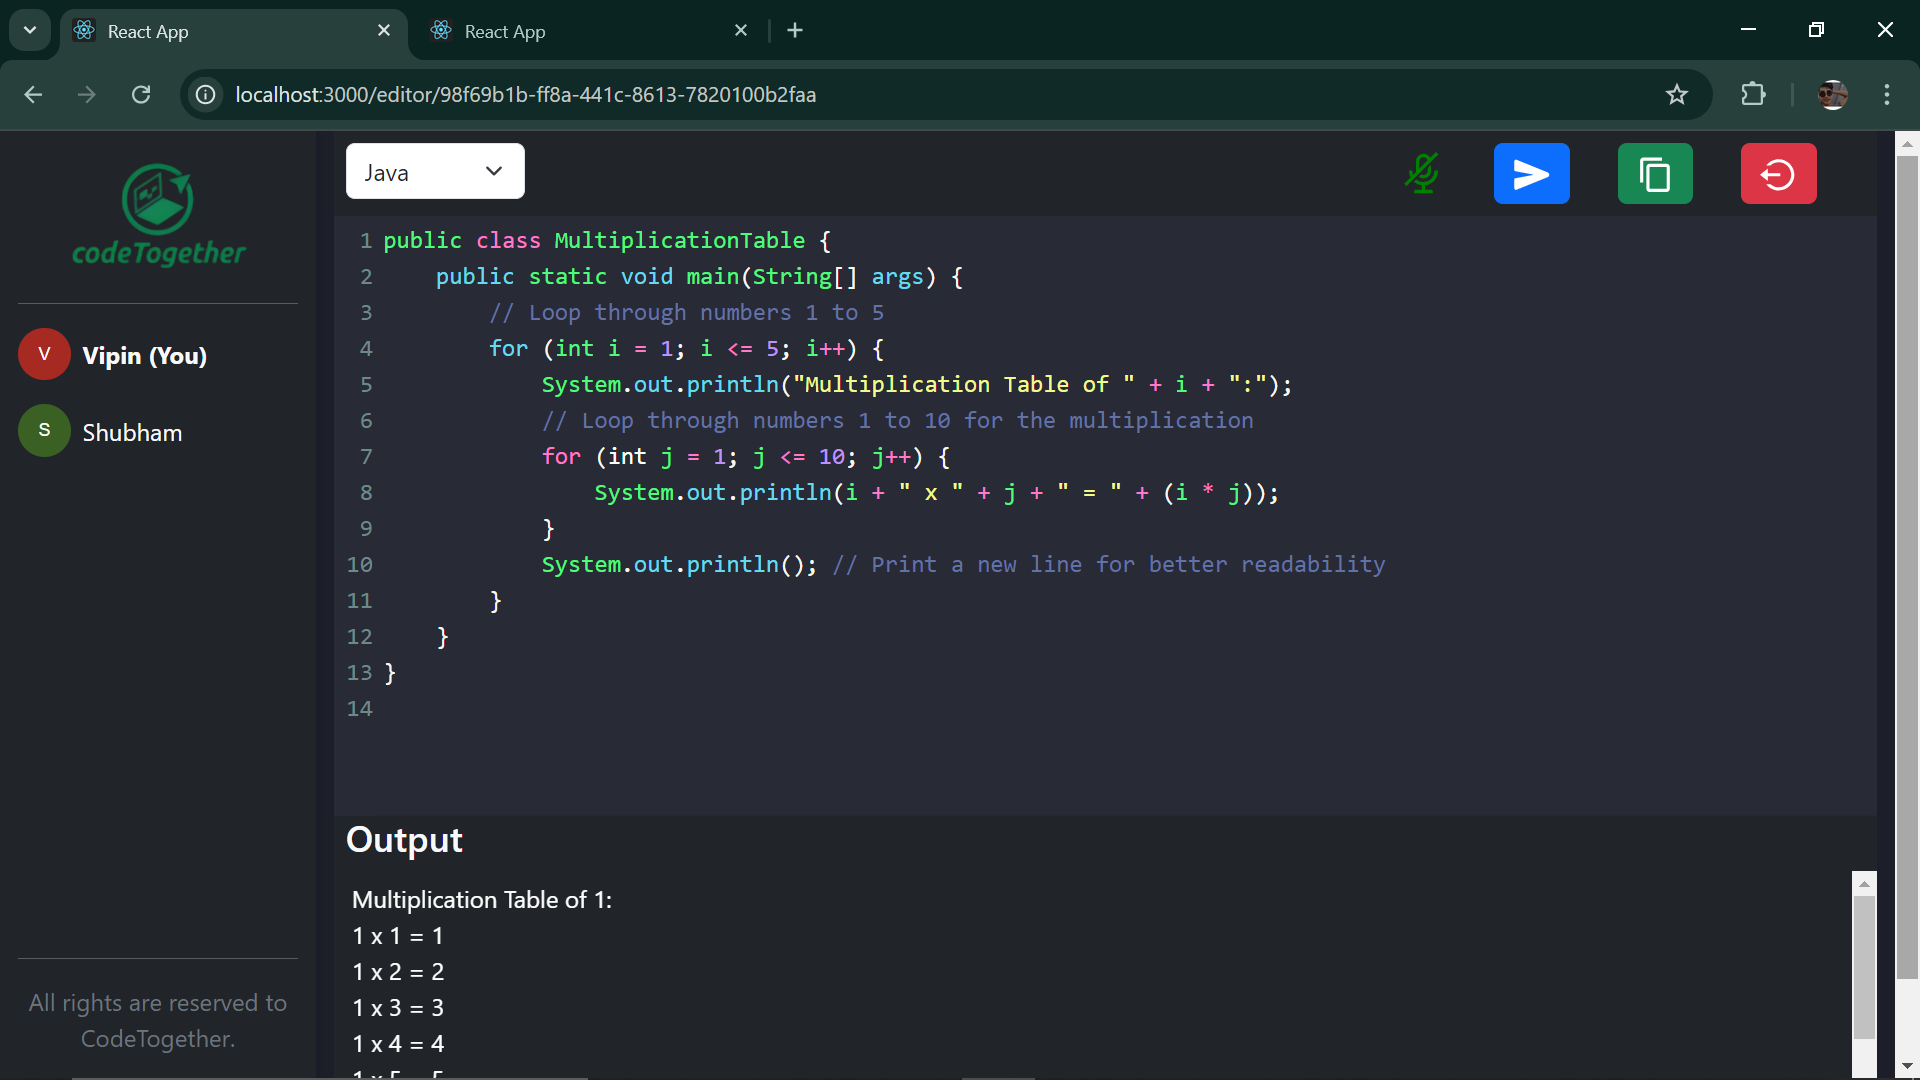 React App
React App
localhost:3000/editor/98f69b1b-ff8a-441c-8613-7820100b2faa
codeTogether
V Vipin (You)
S Shubham
All rights are reserved to
CodeTogether.
Java
1 public class MultiplicationTable {
2     public static void main(String[] args) {
3         // Loop through numbers 1 to 5
4         for (int i = 1; i <= 5; i++) {
5             System.out.println("Multiplication Table of " + i + ":");
6             // Loop through numbers 1 to 10 for the multiplication
7             for (int j = 1; j <= 10; j++) {
8                 System.out.println(i + " x " + j + " = " + (i * j));
9             }
10             System.out.println(); // Print a new line for better readability
11         }
12     }
13 }
14
Output
Multiplication Table of 1:
1 x 1 = 1
1 x 2 = 2
1 x 3 = 3
1 x 4 = 4
1 x 5 = 5